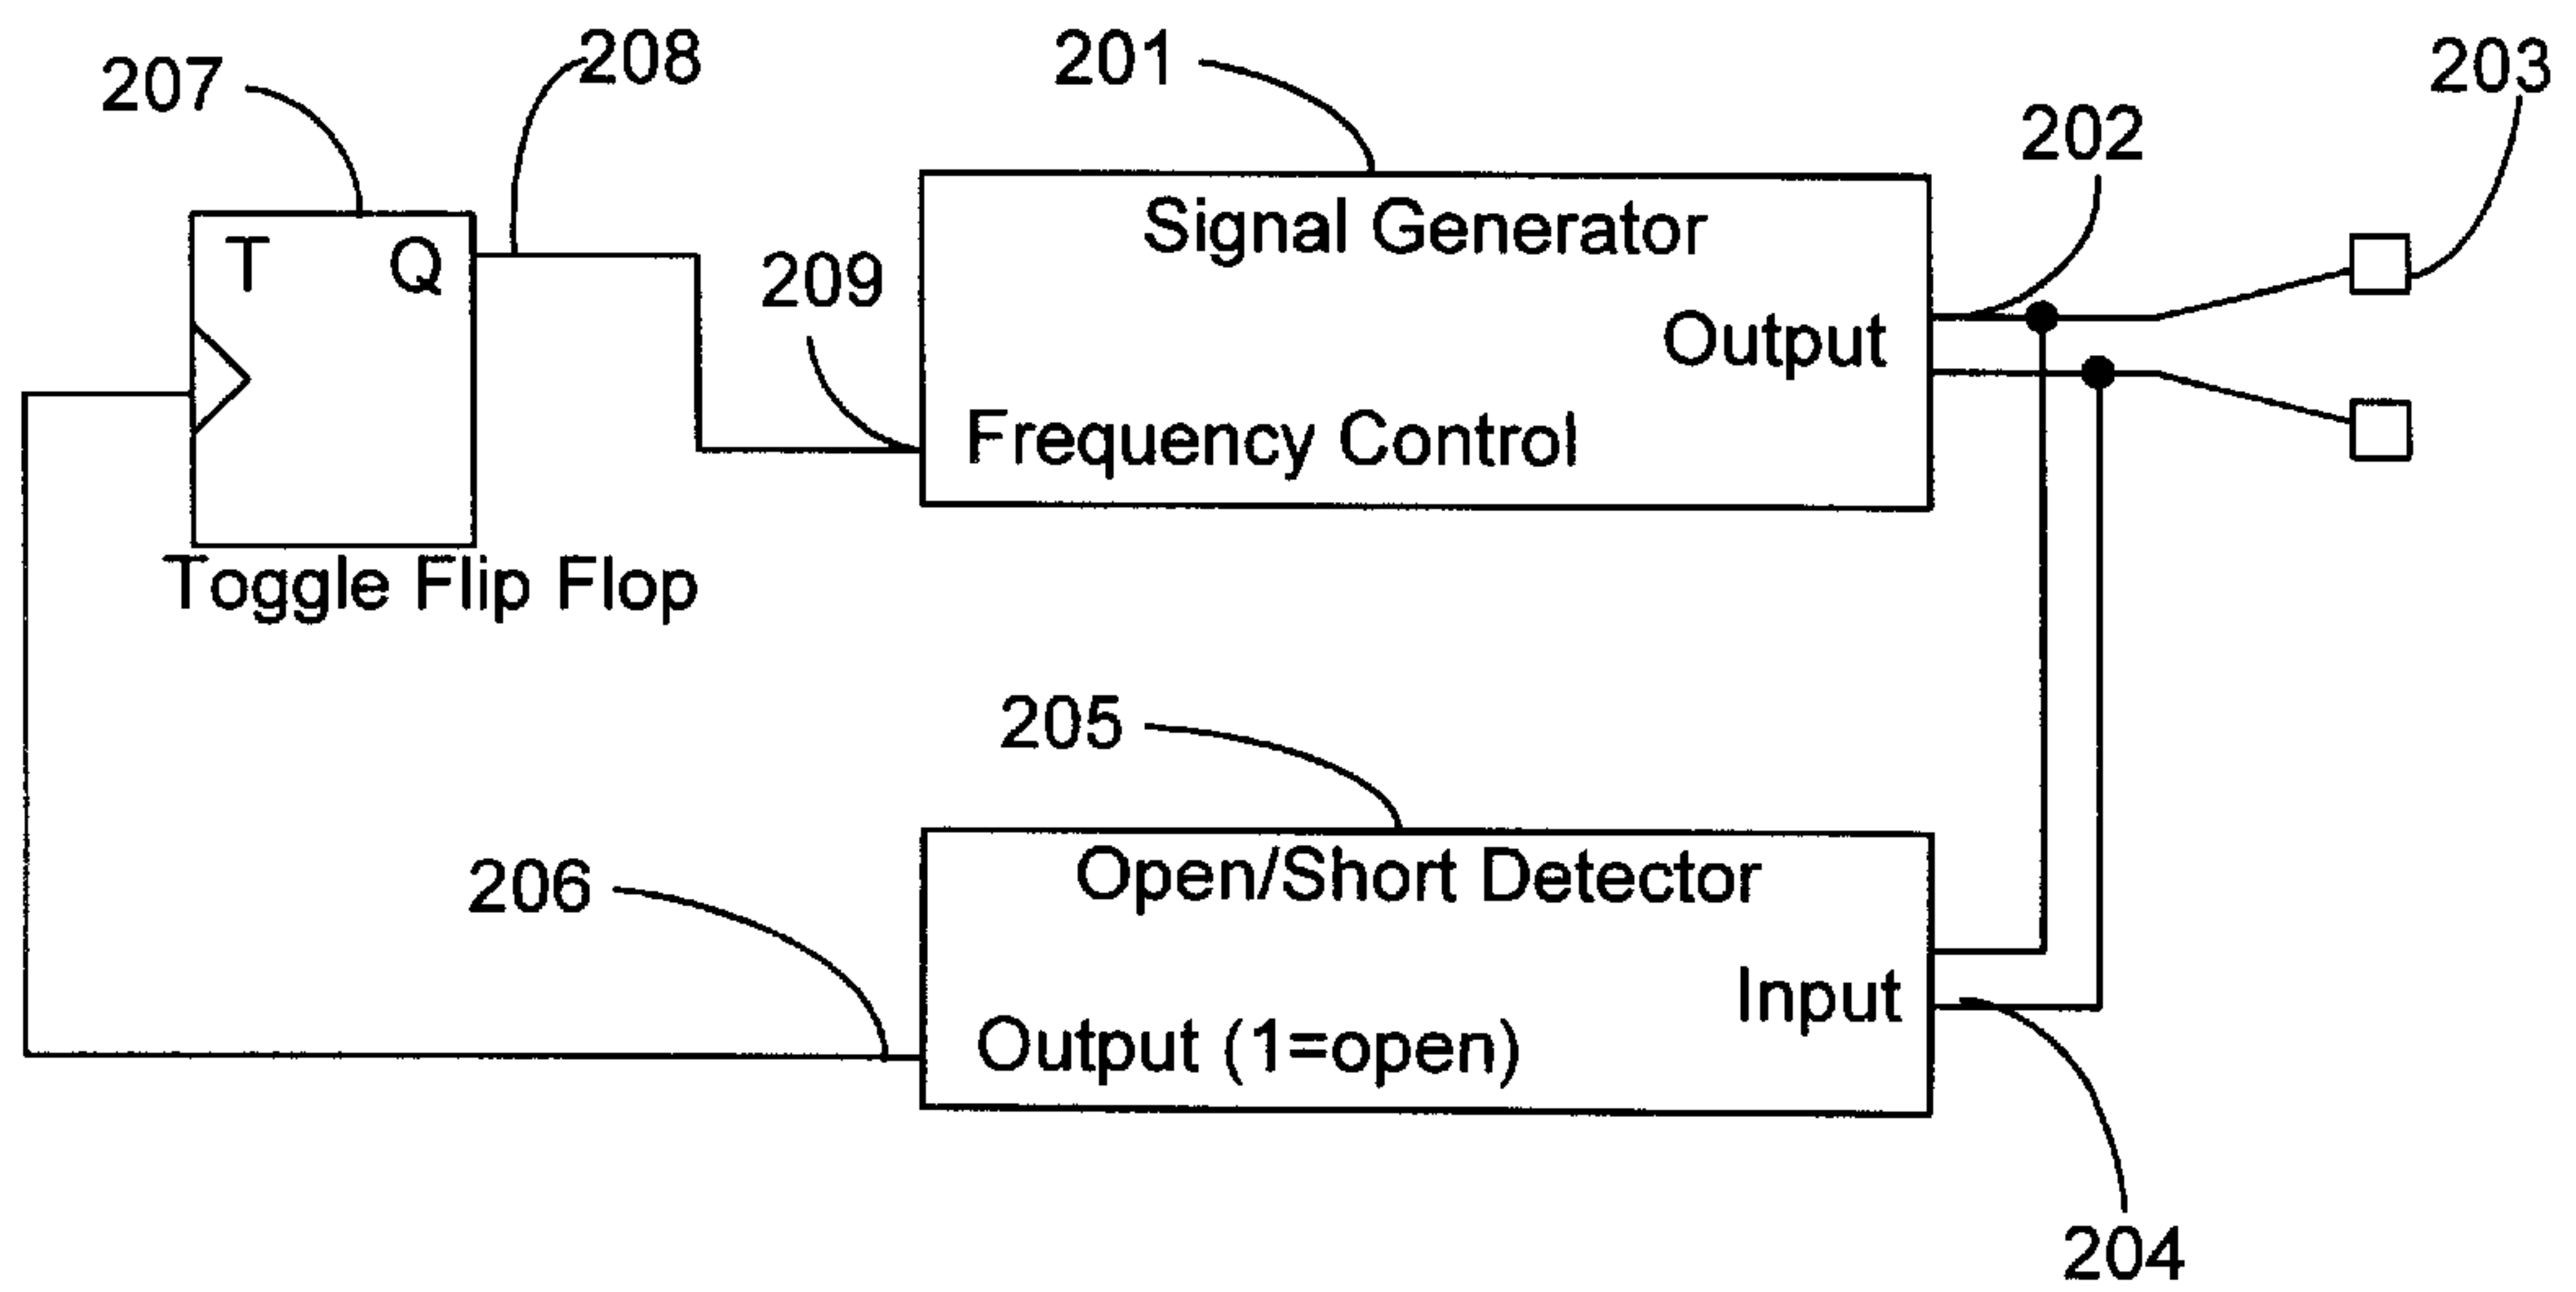 208
201
203
207
202
T Q
Signal Generator
209
Output
Frequency Control
Toggle Flip Flop
205
206
Open/Short Detector
Input
Output (1=open)
204